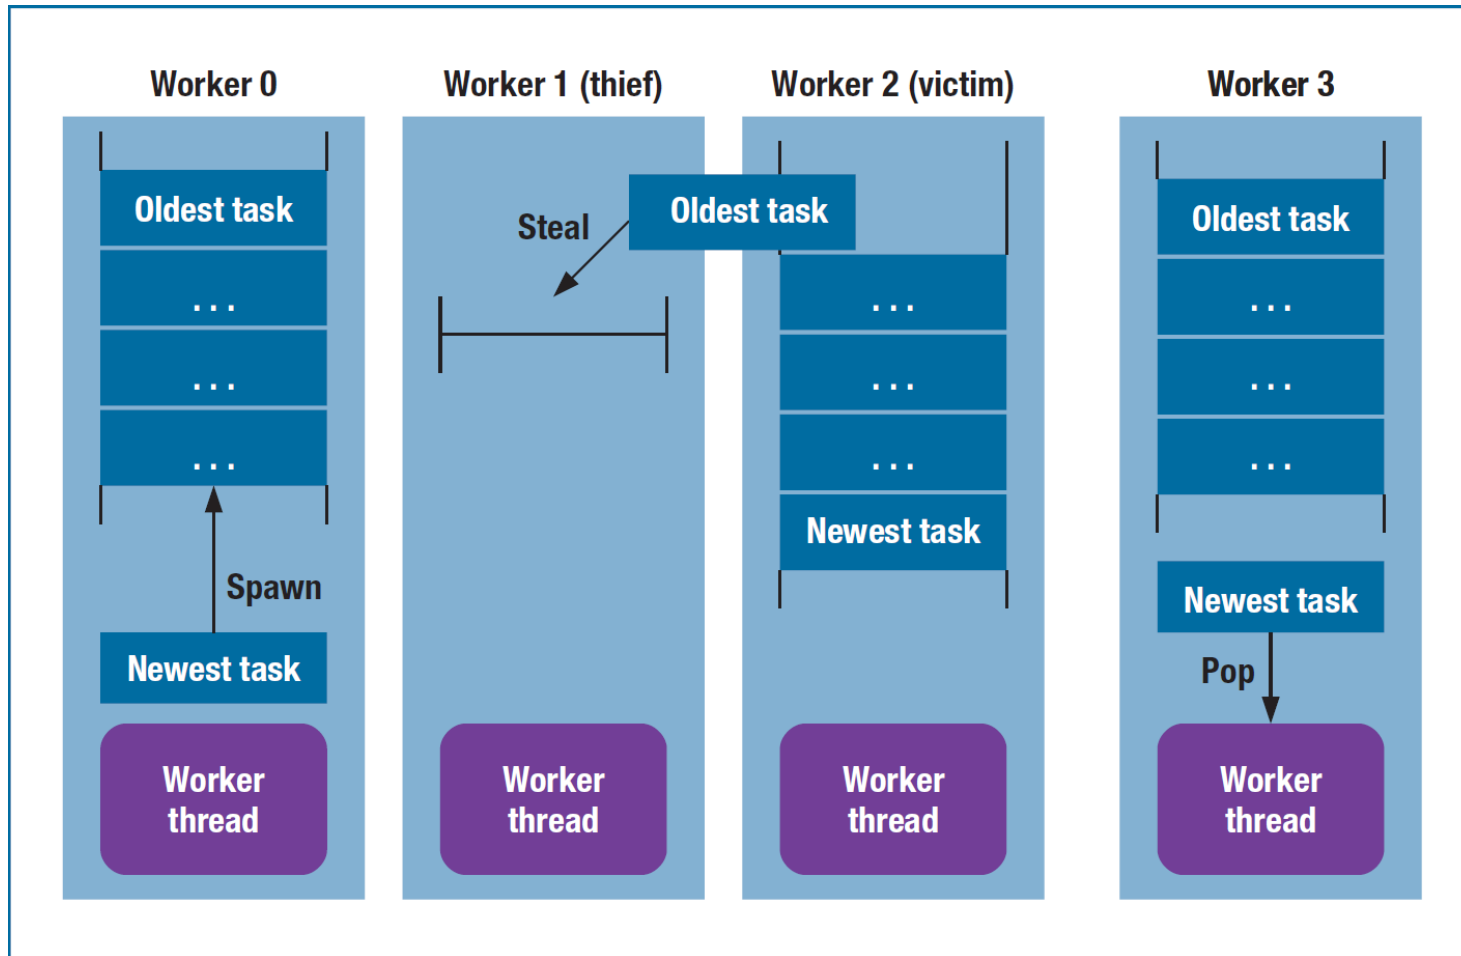 Worker 0
Worker 1 (thief)
Worker 2 (victim)
Worker 3
Oldest task
. . .
. . .
. . .
Spawn
Newest task
Worker
thread
Steal
Worker
thread
Oldest task
. . .
. . .
. . .
Newest task
Worker
thread
Oldest task
. . .
. . .
. . .
Newest task
Pop
Worker
thread